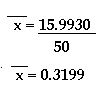 x̄ = 15.9930
50
x̄ = 0.3199